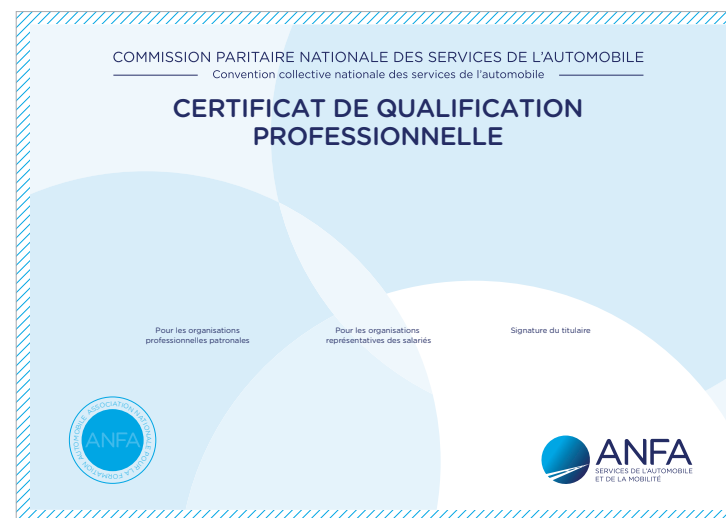 COMMISSION PARITAIRE NATIONALE DES SERVICES DE L'AUTOMOBILE
Convention collective nationale des services de l'automobile
CERTIFICAT DE QUALIFICATION
PROFESSIONNELLE
Pour les organisations
professionnelles patronales
Pour les organisations
représentatives des salariés
Signature du titulaire
ASSOCIATION NATIONALE POUR LA FORMATION AUTOMOBILE
ANFA
ANFA
SERVICES DE L'AUTOMOBILE
ET DE LA MOBILITÉ